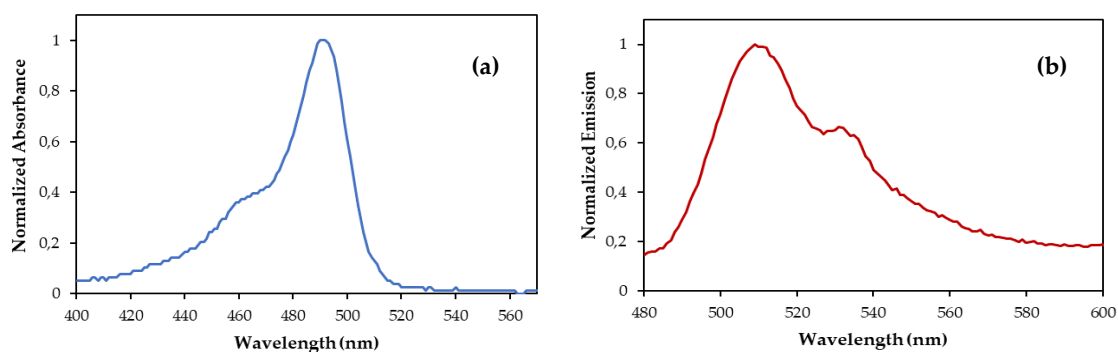 (a)
Normalized Absorbance
1
0,8
0,6
0,4
0,2
0
400 420 440 460 480 500 520 540 560
Wavelength (nm)
(b)
Normalized Emission
1
0,8
0,6
0,4
0,2
0
480 500 520 540 560 580 600
Wavelength (nm)